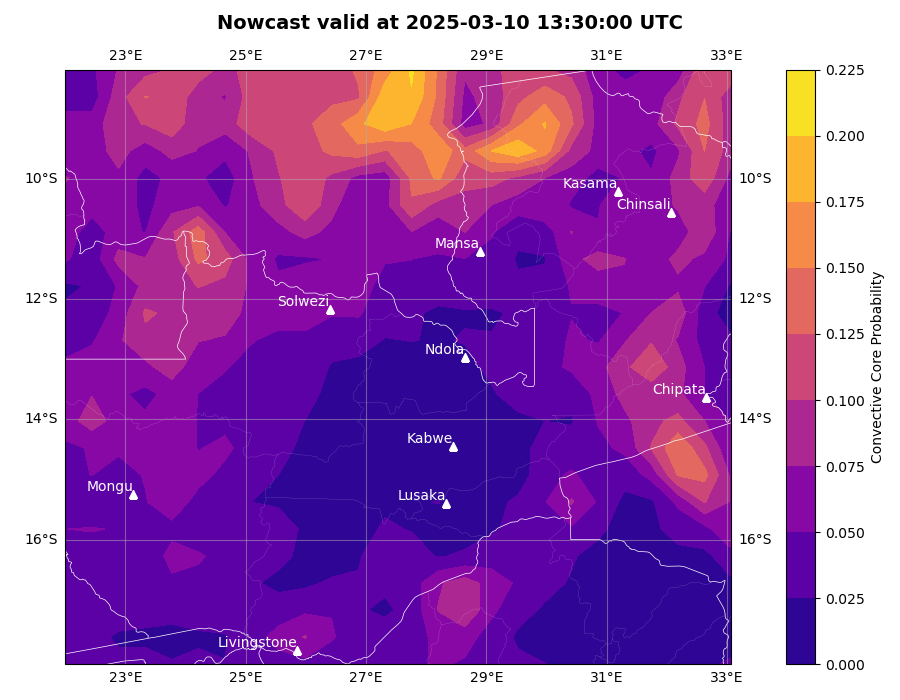 Nowcast valid at 2025-03-10 13:30:00 UTC
23°E 25°E 27°E 29°E 31°E 33°E
0.225
0.200
10°S 10°S
Kasama
0.175
Chinsali
Mansa
0.150
12°S 12°S
Solwezi
0.125
Ndola
Convective Core Probability
Chipata
0.100
14°S 14°S
Kabwe
0.075
Mongu
Lusaka
16°S 16°S
0.050
0.025
Livingstone
0.000
23°E 25°E 27°E 29°E 31°E 33°E